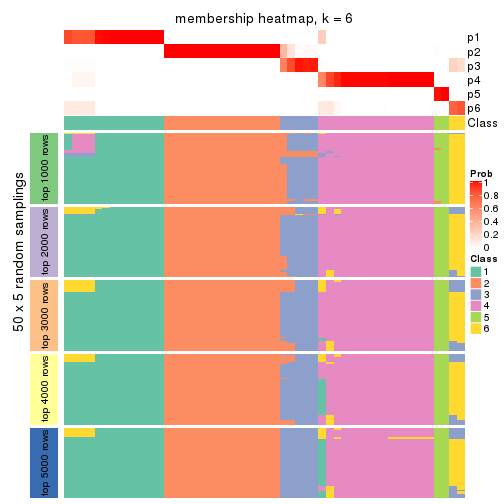 membership heatmap, k = 6
p1
p2
p3
p4
p5
p6
Class
50 x 5 random samplings
top 1000 rows
top 2000 rows
top 3000 rows
top 4000 rows
top 5000 rows
Prob
1
0.8
0.6
0.4
0.2
0
Class
1
2
3
4
5
6